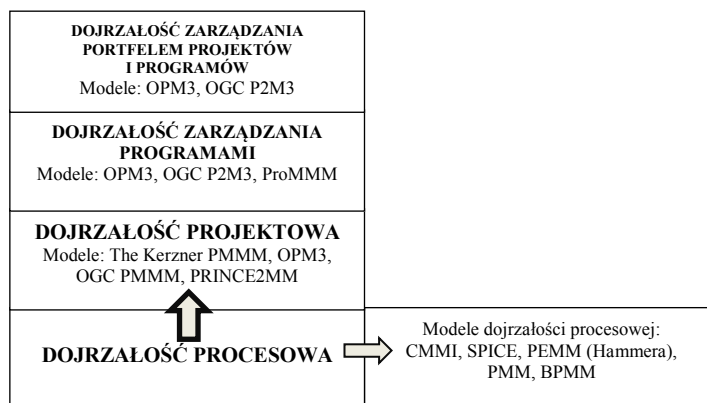 DOJRZAŁOŚĆ ZARZĄDZANIA
PORTFELEM PROJEKTÓW
I PROGRAMÓW
Modele: OPM3, OGC P2M3
DOJRZAŁOŚĆ ZARZĄDZANIA
PROGRAMAMI
Modele: OPM3, OGC P2M3, ProMMM
DOJRZAŁOŚĆ PROJEKTOWA
Modele: The Kerzner PMMM, OPM3,
OGC PMMM, PRINCE2MM
DOJRZAŁOŚĆ PROCESOWA
Modele dojrzałości procesowej:
CMMI, SPICE, PEMM (Hammera),
PMM, BPMM